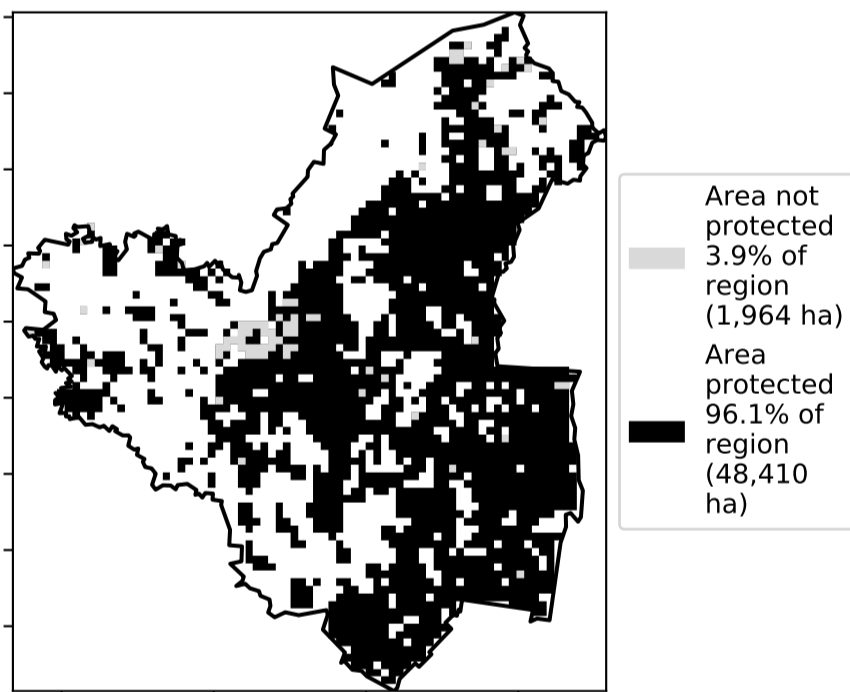 Area not
protected
3.9% of
region
(1,964 ha)
Area
protected
96.1% of
region
(48,410
ha)